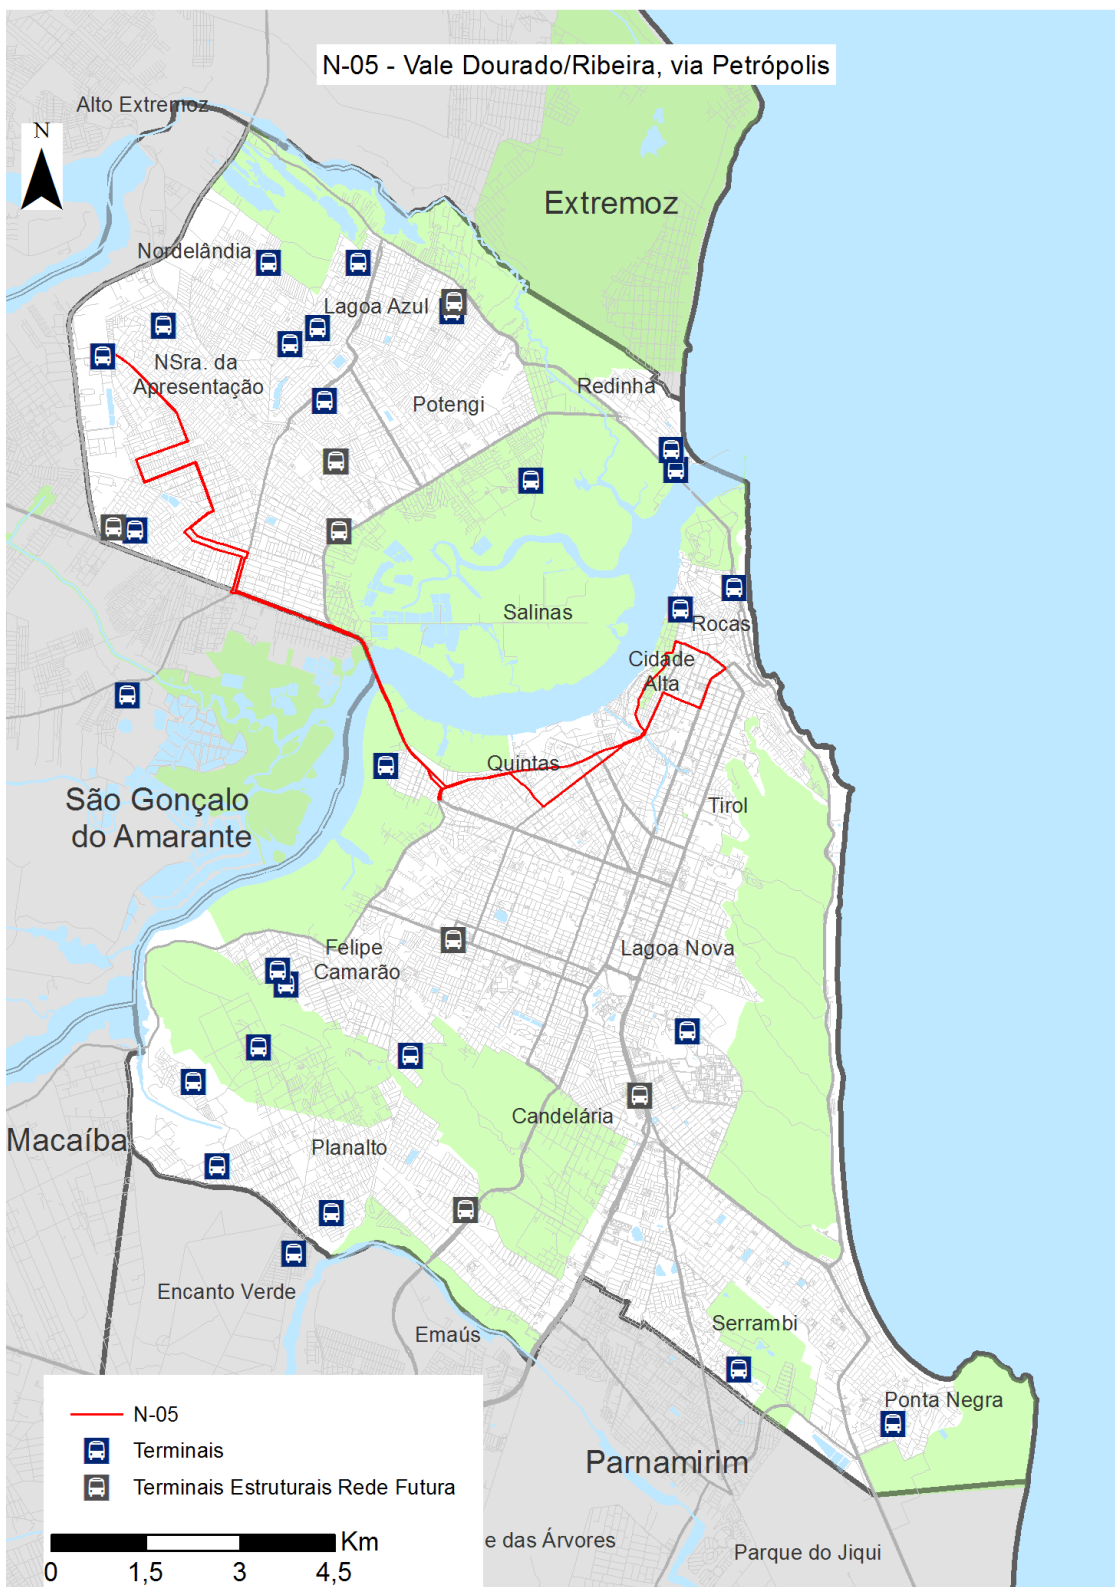 N-05 - Vale Dourado/Ribeira, via Petrópolis
Alto Extremoz
N
Extremoz
Nordelândia
Lagoa Azul
NSra. da
Apresentação
Redinha
Potengi
Salinas
Rocas
Cidade
Alta
Quintas
São Gonçalo
do Amarante
Tirol
Felipe
Camarão
Lagoa Nova
Candelária
Macaíba
Planalto
Encanto Verde
Emaús
Serrambi
Ponta Negra
Parnamirim
e das Árvores
Parque do Jiqui
N-05
Terminais
Terminais Estruturais Rede Futura
Km
0 1,5 3 4,5